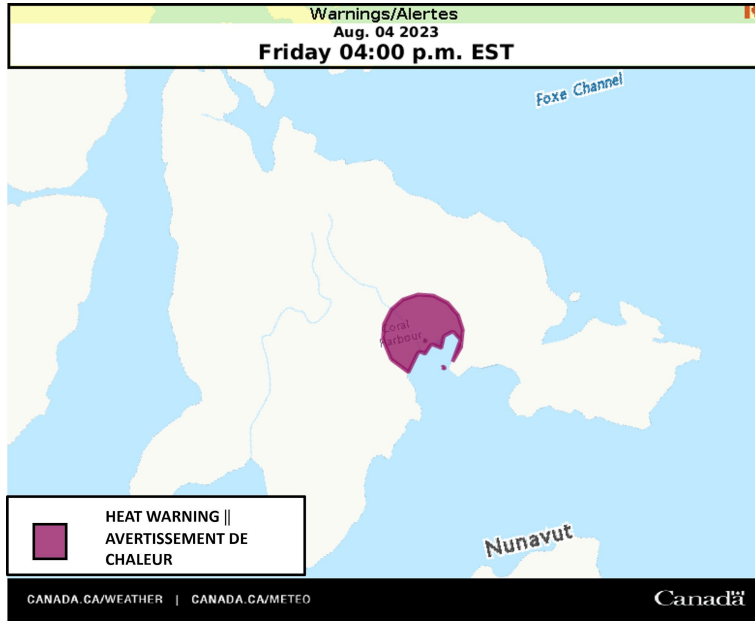 Warnings/Alertes
Aug. 04 2023
Friday 04:00 p.m. EST
Foxe Channel
Coral
Harbour
Nunavut
HEAT WARNING ||
AVERTISSEMENT DE
CHALEUR
CANADA.CA/WEATHER | CANADA.CA/METEO
Canada